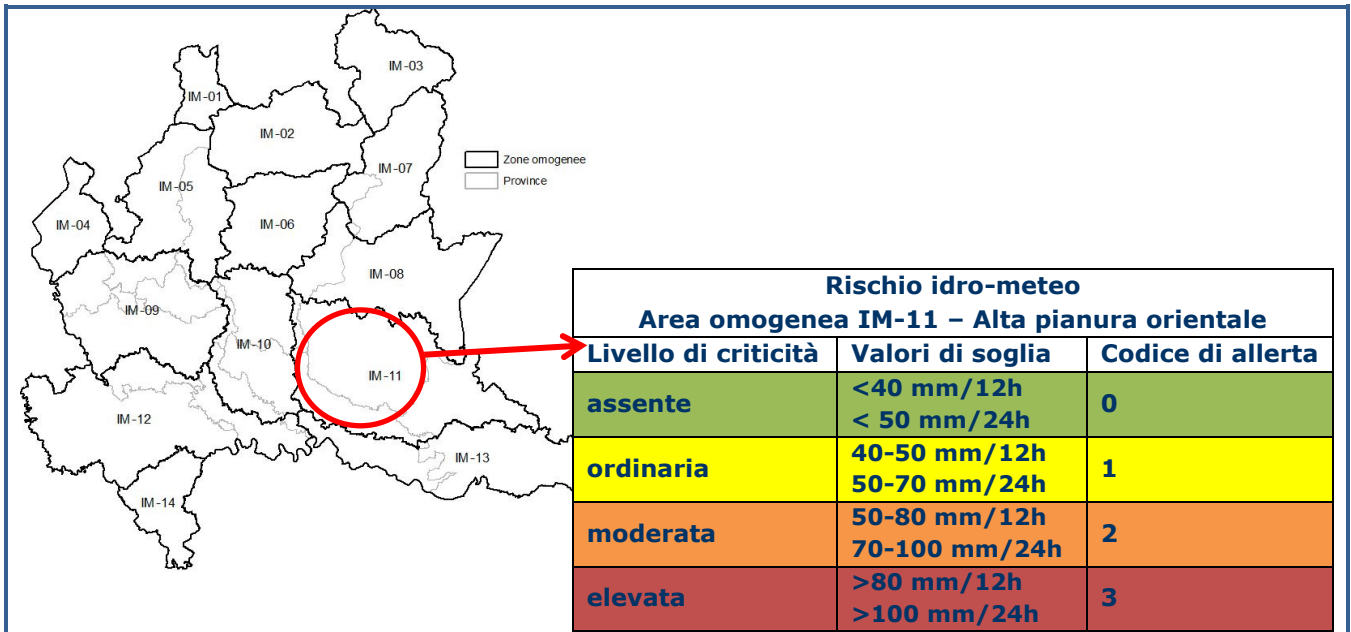 IM-03
IM-01
IM-02
Zone omogenee
Province
IM-07
IM-05
IM-04
IM-06
IM-08
IM-09
IM-10
IM-11
IM-12
IM-13
IM-14
Rischio idro-meteo
Area omogenea IM-11 – Alta pianura orientale
Livello di criticità Valori di soglia Codice di allerta
assente <40 mm/12h 0
< 50 mm/24h
ordinaria 40-50 mm/12h 1
50-70 mm/24h
moderata 50-80 mm/12h 2
70-100 mm/24h
elevata >80 mm/12h 3
>100 mm/24h